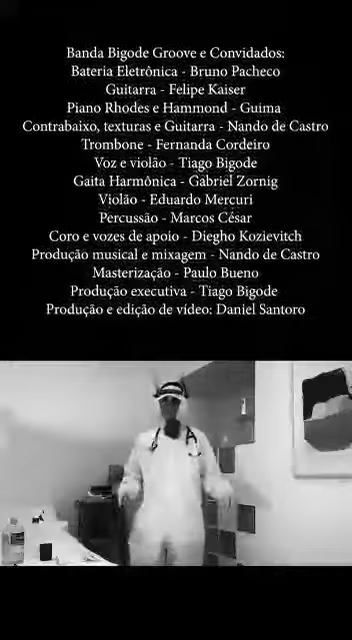 Banda Bigode Groove e Convidados:
Bateria Eletrônica - Bruno Pacheco
Guitarra - Felipe Kaiser
Piano Rhodes e Hammond - Guima
Contrabaixo, texturas e Guitarra - Nando de Castro
Trombone - Fernanda Cordeiro
Voz e violão - Tiago Bigode
Gaita Harmônica - Gabriel Zornig
Violão - Eduardo Mercuri
Percussão - Marcos César
Coro e vozes de apoio - Diegho Kozievitch
Produção musical e mixagem - Nando de Castro
Masterização - Paulo Bueno
Produção executiva - Tiago Bigode
Produção e edição de vídeo: Daniel Santoro